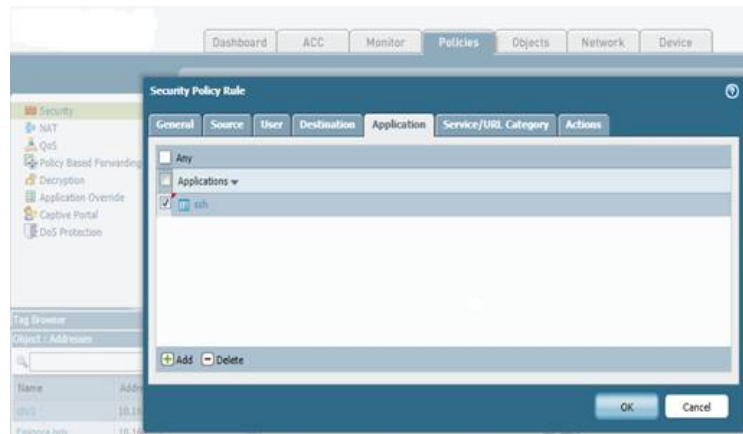 Dashboard ACC Monitor Policies Objects Network Device
Security Policy Rule
General Source User Destination Application Service/URL Category Actions
Security
NAT
QoS
Policy Based Forwarding
Decryption
Application Override
Captive Portal
DoS Protection
Any
Applications
ssh
Add Delete
OK Cancel
Tag Browser
Object : Addresses
Name Addre